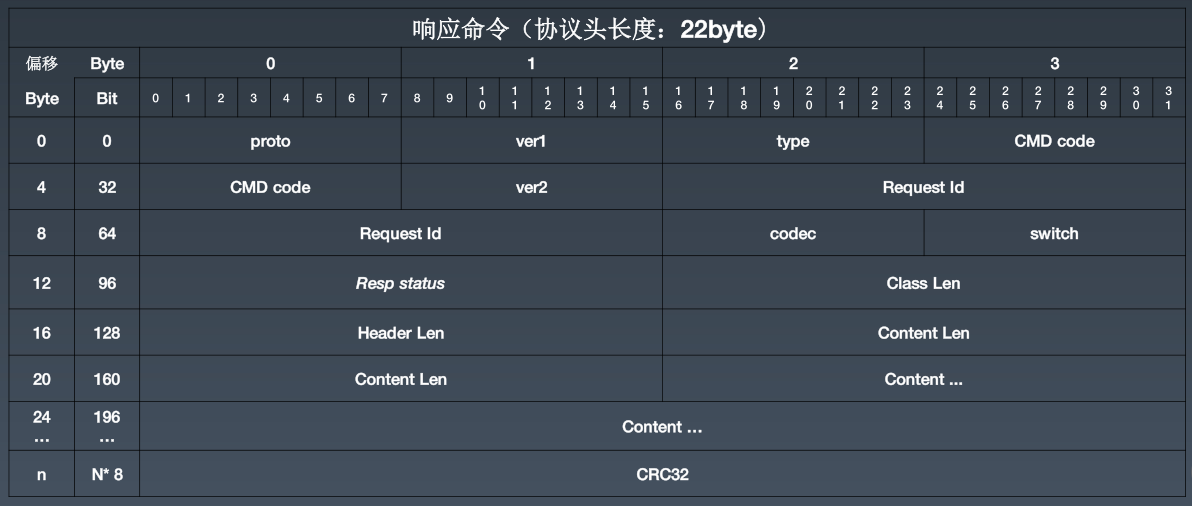 响应命令（协议头长度：22byte）
偏移 Byte 0 1 2 3
Byte Bit 0 1 2 3 4 5 6 7 8 9 10 11 12 13 14 15 16 17 18 19 20 21 22 23 24 25 26 27 28 29 30 31
0 0 proto ver1 type CMD code
4 32 CMD code ver2 Request Id
8 64 Request Id codec switch
12 96 Resp status Class Len
16 128 Header Len Content Len
20 160 Content Len Content ...
24 196 Content ...
... ...
n N* 8 CRC32